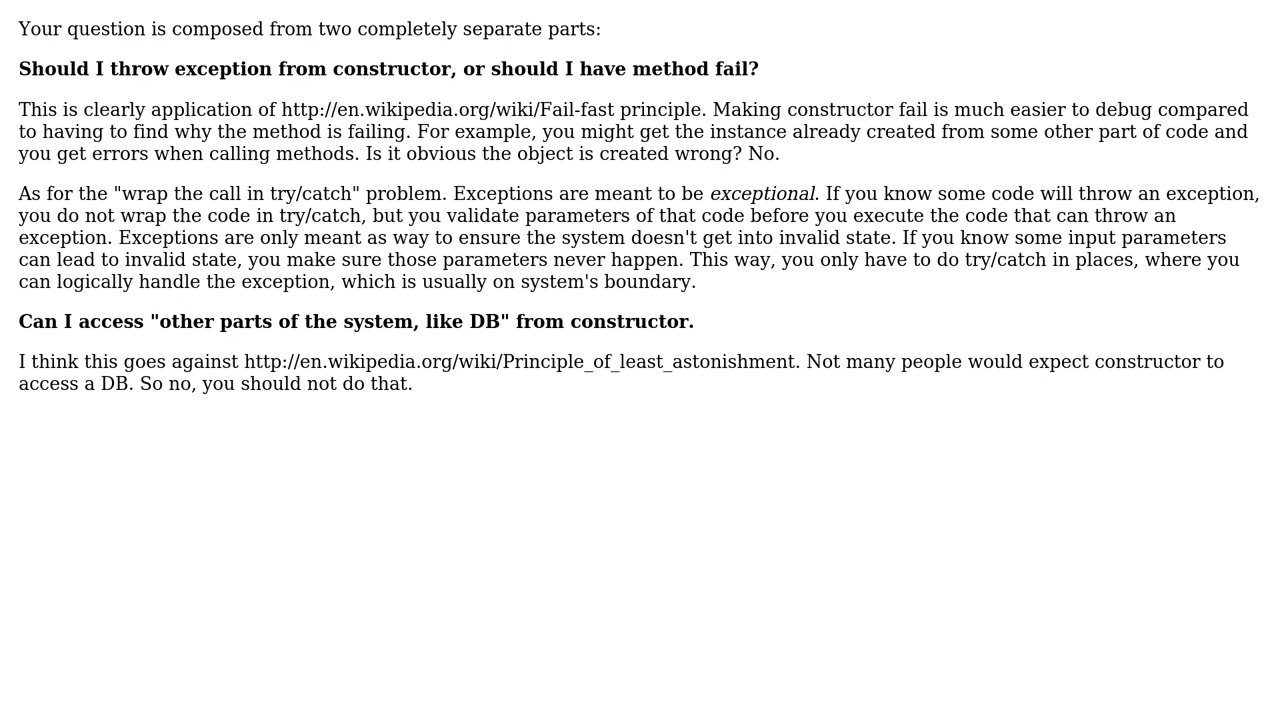 Your question is composed from two completely separate parts:
Should I throw exception from constructor, or should I have method fail?
This is clearly application of http://en.wikipedia.org/wiki/Fail-fast principle. Making constructor fail is much easier to debug compared
to having to find why the method is failing. For example, you might get the instance already created from some other part of code and
you get errors when calling methods. Is it obvious the object is created wrong? No.
As for the "wrap the call in try/catch" problem. Exceptions are meant to be exceptional. If you know some code will throw an exception,
you do not wrap the code in try/catch, but you validate parameters of that code before you execute the code that can throw an
exception. Exceptions are only meant as way to ensure the system doesn't get into invalid state. If you know some input parameters
can lead to invalid state, you make sure those parameters never happen. This way, you only have to do try/catch in places, where you
can logically handle the exception, which is usually on system's boundary.
Can I access "other parts of the system, like DB" from constructor.
I think this goes against http://en.wikipedia.org/wiki/Principle_of_least_astonishment. Not many people would expect constructor to
access a DB. So no, you should not do that.